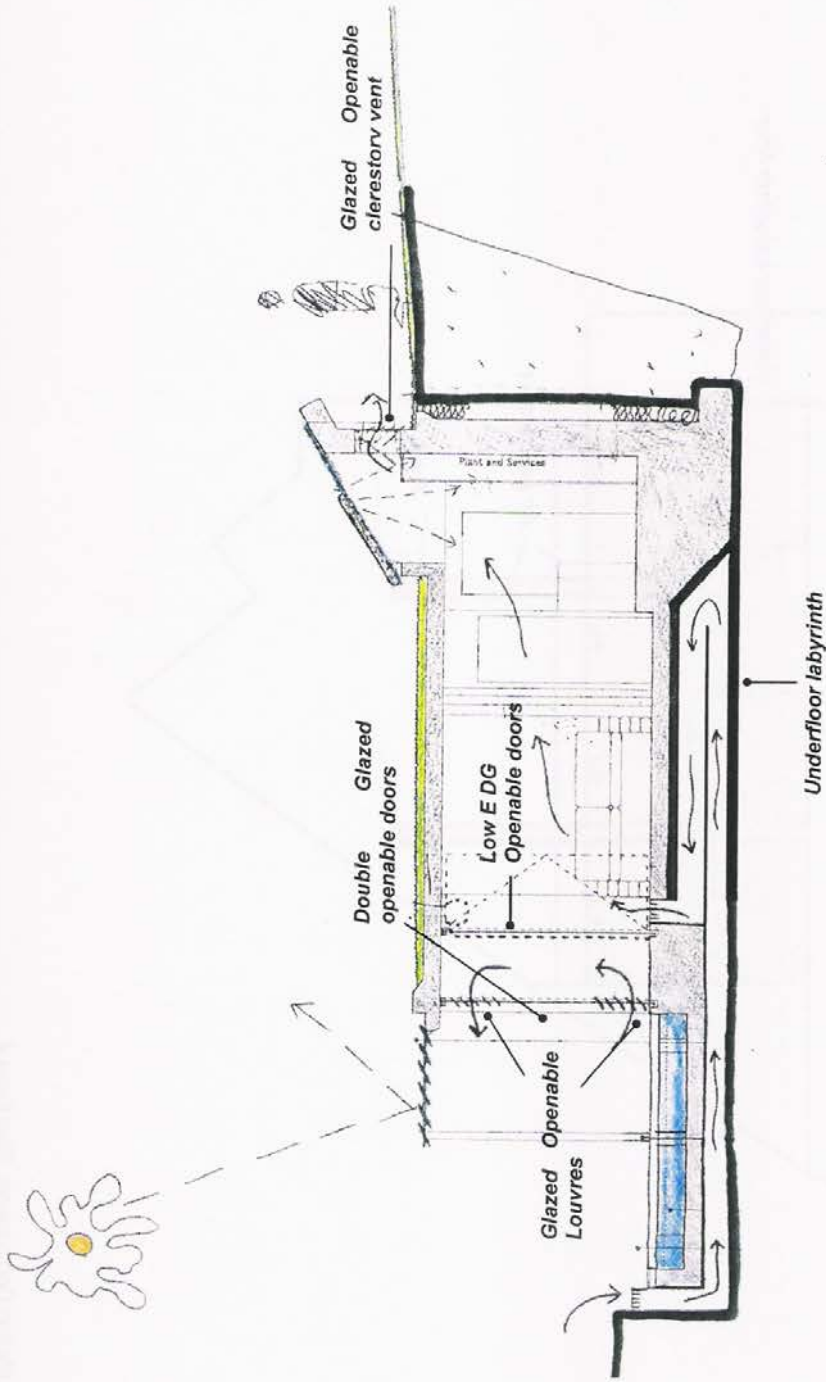 Glazed Openable
clerestory vent
Plant and Services
Double Glazed
openable doors
Low E DG
Openable doors
Glazed Openable
Louvres
Underfloor labyrinth